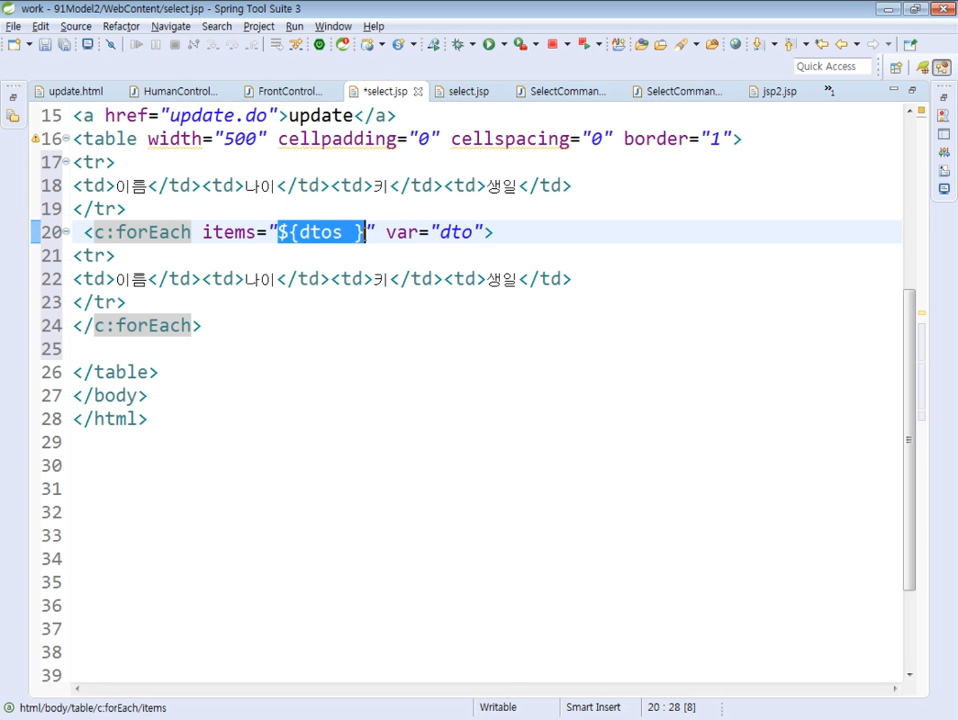 work - 91Model2/WebContent/select.jsp - Spring Tool Suite 3
File Edit Source Refactor Navigate Search Project Run Window Help
Quick Access
update.html HumanControl... FrontControl... *select.jsp select.jsp SelectComman... SelectComman... jsp2.jsp »1
15 <a href="update.do">update</a>
16 <table width="500" cellpadding="0" cellspacing="0" border="1">
17 <tr>
18 <td>이름</td><td>나이</td><td>키</td><td>생일</td>
19 </tr>
20 <c:forEach items="${dtos }" var="dto">
21 <tr>
22 <td>이름</td><td>나이</td><td>키</td><td>생일</td>
23 </tr>
24 </c:forEach>
25
26 </table>
27 </body>
28 </html>
29
30
31
32
33
34
35
36
37
38
39
html/body/table/c:forEach/items Writable Smart Insert 20 : 28 [8]